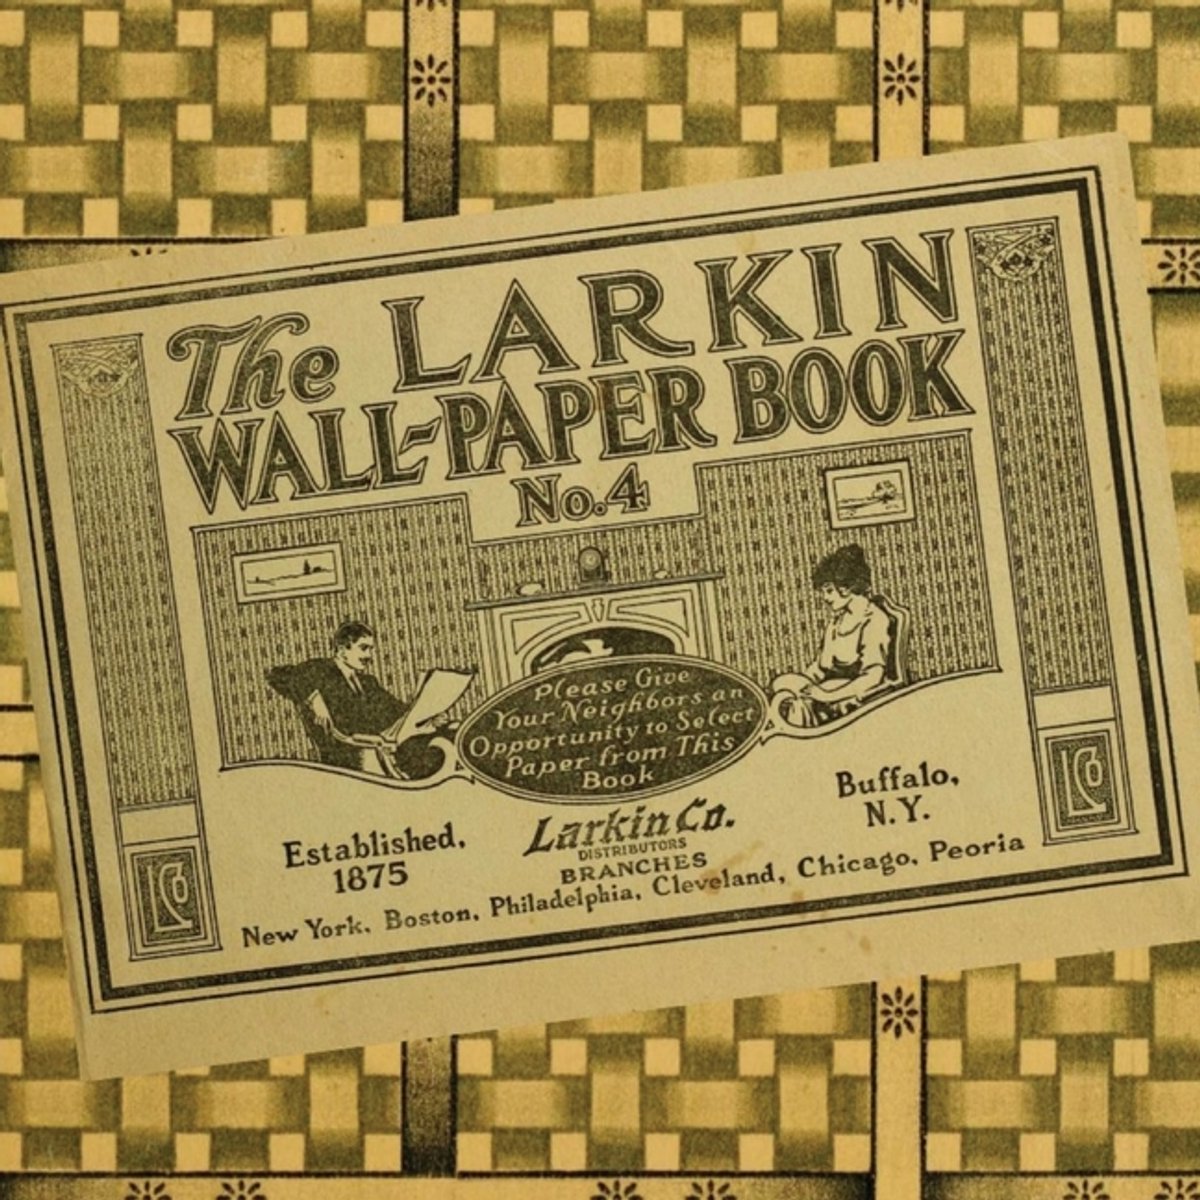 The LARKIN
WALL-PAPER BOOK
No.4
Please Give
Your Neighbors an
Opportunity to Select
Paper from This
Book
Established,
1875
Larkin Co.
DISTRIBUTORS
BRANCHES
Buffalo,
N.Y.
New York, Boston, Philadelphia, Cleveland, Chicago, Peoria
LCo
LCo